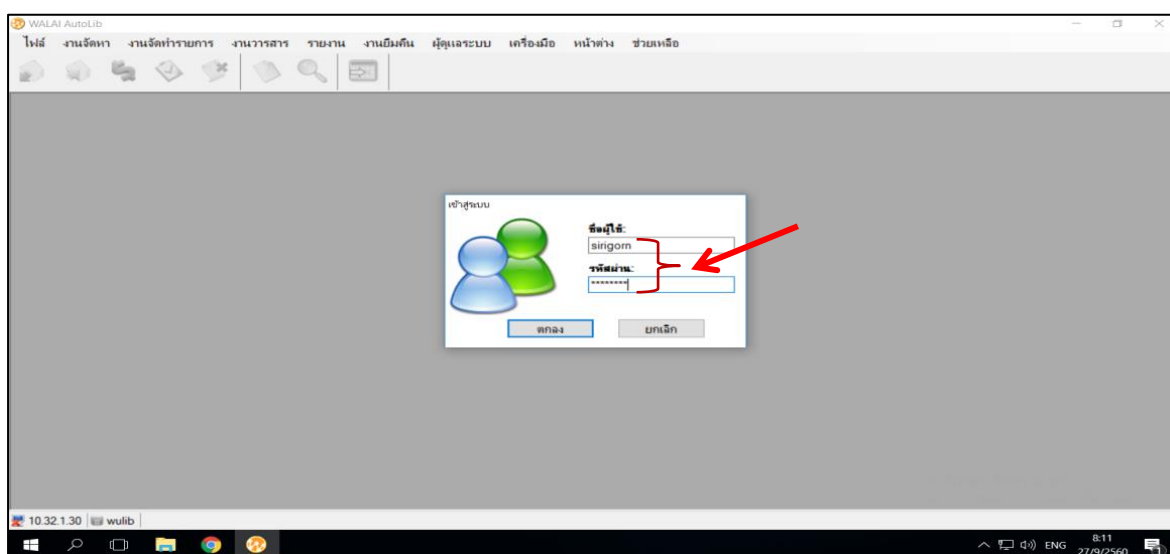 WALAI AutoLib
ไฟล์ งานจัดหา งานจัดทำรายการ งานวารสาร รายงาน งานยืมคืน ผู้ดูแลระบบ เครื่องมือ หน้าต่าง ช่วยเหลือ
เข้าสู่ระบบ
ชื่อผู้ใช้:
sirigorn
รหัสผ่าน:
********
ตกลง ยกเลิก
10.32.1.30 wulib
ENG 8:11
27/9/2560